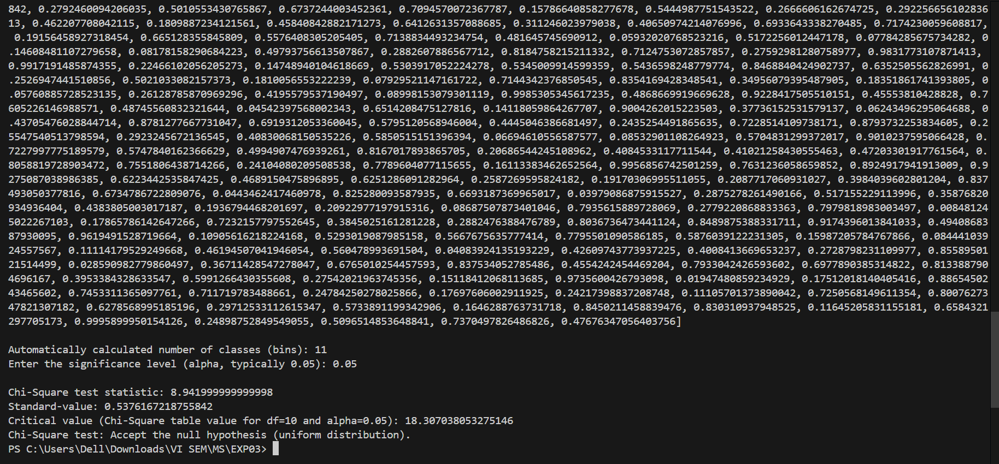 842, 0.2792460094206035, 0.5010553430765867, 0.6737244003452361, 0.7094570072367787, 0.15786640858277678, 0.5444987751543522, 0.2666606162674725, 0.292256656102836
13, 0.462207708042115, 0.1809887234121561, 0.45840842882171273, 0.6412631357088685, 0.311246023979038, 0.40650974214076996, 0.6933643338270485, 0.7174230059608817,
0.19156458927318454, 0.665128355845809, 0.5576408305205405, 0.7138834493234754, 0.481645745690912, 0.05932020768523216, 0.5172256012447178, 0.07784285675734282, 0
.14608481107279658, 0.08178158290684223, 0.49793756613507867, 0.2882607886567712, 0.8184758215211332, 0.7124753072857857, 0.27592981280758977, 0.9831773107871413,
0.9917191485874355, 0.22466102056205273, 0.14748940104618669, 0.5303917052224278, 0.5345009914599359, 0.5436598248779774, 0.8468840424902737, 0.6352505562826991, 0
.2526947441510856, 0.5021033082157373, 0.1810056553222239, 0.07929521147161722, 0.7144342376850545, 0.8354169428348541, 0.34956079395487905, 0.18351861741393805, 0
.05760885728523135, 0.26128785870969296, 0.4195579537190497, 0.08998153079301119, 0.9985305345617235, 0.4868669919669628, 0.9228417505510151, 0.45553810428828, 0.7
605226146988571, 0.48745560832321644, 0.04542397568002343, 0.6514208475127816, 0.14118059864267707, 0.9004262015223503, 0.37736152531579137, 0.06243496295064688, 0
.43705476028844714, 0.8781277667731047, 0.6919312053360045, 0.5795120568946004, 0.4445046386681497, 0.2435254491865635, 0.7228514109738171, 0.8793732253834605, 0.2
5547540513798594, 0.2923245672136545, 0.40830068150535226, 0.5850515151396394, 0.06694610556587577, 0.08532901108264923, 0.5704831299372017, 0.9010237595066428, 0.
7227997775189579, 0.5747840162366629, 0.4994907476939261, 0.8167017893865705, 0.20686544245108962, 0.4084533117711544, 0.41021258430555463, 0.47203301917761564, 0.
8058819728903472, 0.7551806438714266, 0.24104080209508538, 0.7789604077115655, 0.16113383462652564, 0.9956856742501259, 0.7631236058659852, 0.8924917941913009, 0.9
275087038986385, 0.6223442535847425, 0.4689150475896895, 0.6251286091282964, 0.2587269595824182, 0.19170306995511055, 0.2087717060931027, 0.3984039602801204, 0.837
493050377816, 0.6734786722809076, 0.0443462417460978, 0.825280093587935, 0.6693187369965017, 0.03979086875915527, 0.2875278261490166, 0.517155229113996, 0.35876820
934936404, 0.4383805003017187, 0.1936794468201697, 0.20922977197915316, 0.08687507873401046, 0.7935615889728069, 0.2779220868833363, 0.7979818983003497, 0.00848124
5022267103, 0.17865786142647266, 0.7232157797552645, 0.3845025161281228, 0.2882476388476789, 0.8036736473441124, 0.8489875388331711, 0.9174396013841033, 0.49408683
87930095, 0.9619491528719664, 0.10905616218224168, 0.5293019087985158, 0.5667675635777414, 0.7795501090586185, 0.5876039122231305, 0.15987205784767866, 0.084441039
24557567, 0.11114179529249668, 0.46194507041946054, 0.560478993691504, 0.04083924135193229, 0.42609743773937225, 0.4008413669653237, 0.2728798231109977, 0.85589501
21514499, 0.028590982779860497, 0.36711428547278047, 0.6765010254457593, 0.837534052785486, 0.4554242454469204, 0.7933042426593602, 0.6977890385314822, 0.813388790
4696167, 0.3953384328633547, 0.5991266430355608, 0.27542021963745356, 0.15118412068113685, 0.9735600426793098, 0.01947480859234929, 0.17512018140405416, 0.88654502
43465602, 0.7453311365097761, 0.711719783488661, 0.24784250278025866, 0.17697606002911925, 0.24217398837208748, 0.11105701373890042, 0.7250568149611354, 0.80076273
47821307182, 0.6278568995185196, 0.29712533112615347, 0.5733891199342906, 0.1646288763731718, 0.8450211458839476, 0.830310937948525, 0.11645205831155181, 0.6584321
297705173, 0.9995899950154126, 0.24898752849549055, 0.5096514853648841, 0.7370497826486826, 0.47676347056403756]
Automatically calculated number of classes (bins): 11
Enter the significance level (alpha, typically 0.05): 0.05
Chi-Square test statistic: 8.941999999999998
Standard-value: 0.5376167218755842
Critical value (Chi-Square table value for df=10 and alpha=0.05): 18.307038053275146
Chi-Square test: Accept the null hypothesis (uniform distribution).
PS C:\Users\Dell\Downloads\VI SEM\MS\EXP03>